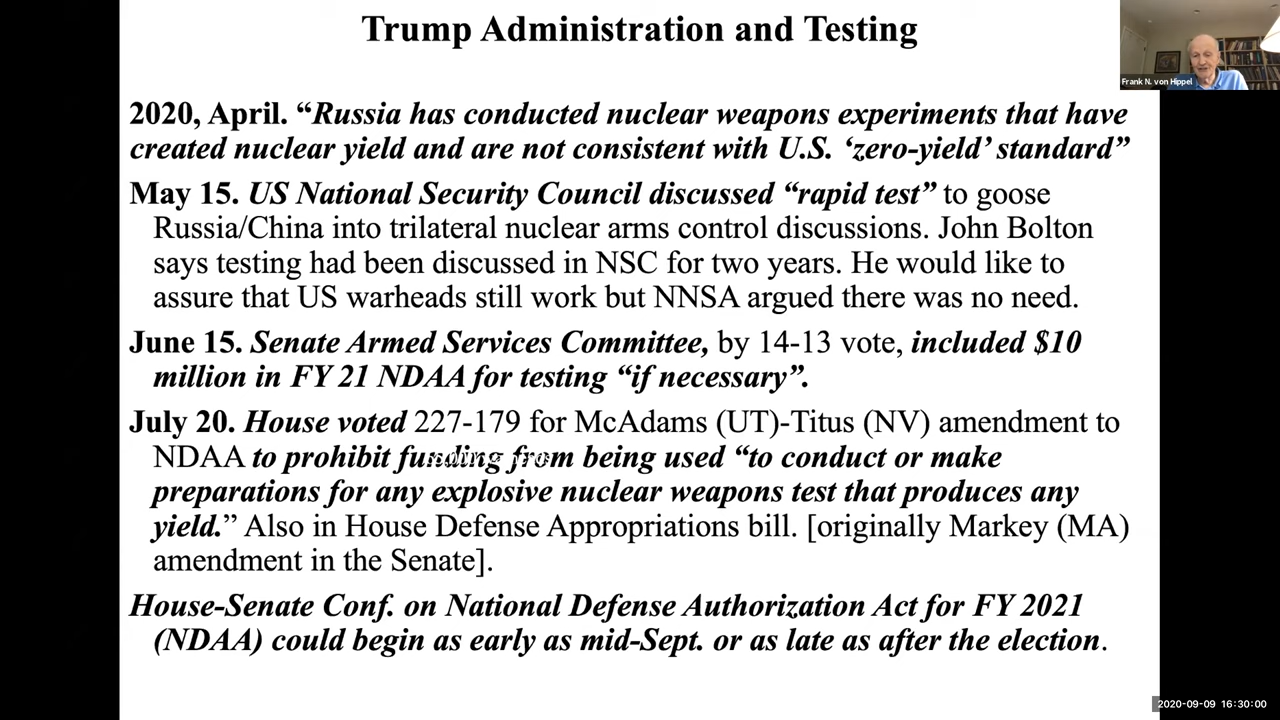 Trump Administration and Testing
Frank N. von Hippel
2020, April. “Russia has conducted nuclear weapons experiments that have
created nuclear yield and are not consistent with U.S. ‘zero-yield’ standard”
May 15. US National Security Council discussed “rapid test” to goose
Russia/China into trilateral nuclear arms control discussions. John Bolton
says testing had been discussed in NSC for two years. He would like to
assure that US warheads still work but NNSA argued there was no need.
June 15. Senate Armed Services Committee, by 14-13 vote, included $10
million in FY 21 NDAA for testing “if necessary”.
July 20. House voted 227-179 for McAdams (UT)-Titus (NV) amendment to
NDAA to prohibit funding from being used “to conduct or make
preparations for any explosive nuclear weapons test that produces any
yield.” Also in House Defense Appropriations bill. [originally Markey (MA)
amendment in the Senate].
House-Senate Conf. on National Defense Authorization Act for FY 2021
(NDAA) could begin as early as mid-Sept. or as late as after the election.
2020-09-09 16:30:00